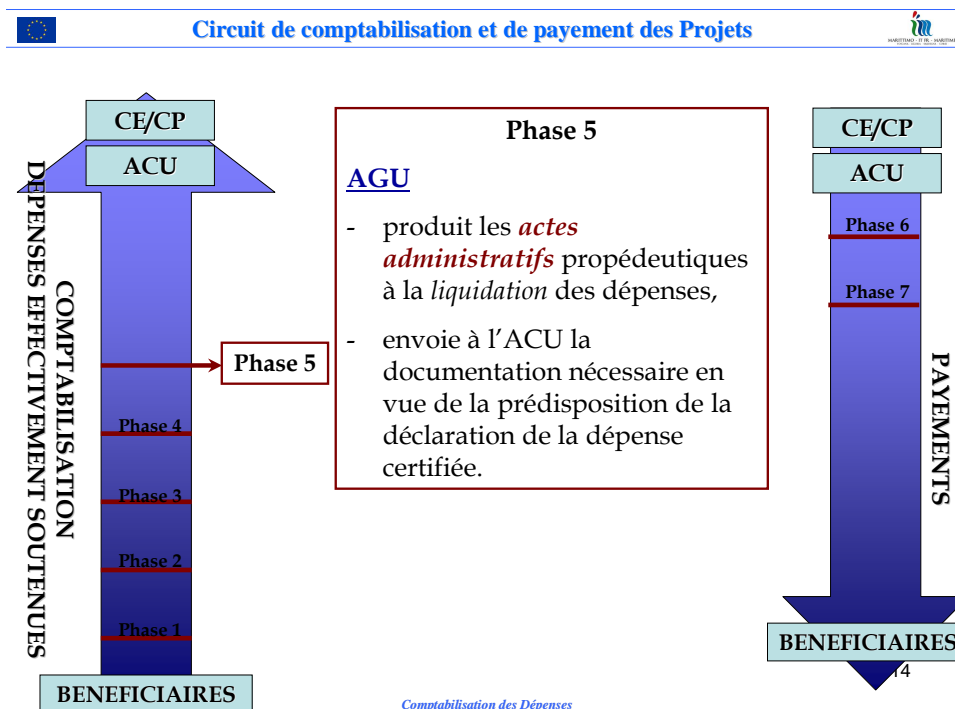 Circuit de comptabilisation et de payement des Projets
CE/CP
ACU
DEPENSES EFFECTIVEMENT SOUTENUES
COMPTABILISATION
Phase 5
Phase 4
Phase 3
Phase 2
Phase 1
BENEFICIAIRES
Phase 5
AGU
- produit les actes
administratifs propédeutiques
à la liquidation des dépenses,
- envoie à l'ACU la
documentation nécessaire en
vue de la prédisposition de la
déclaration de la dépense
certifiée.
CE/CP
ACU
Phase 6
Phase 7
PAYEMENTS
BENEFICIAIRES
14
Comptabilisation des Dépenses